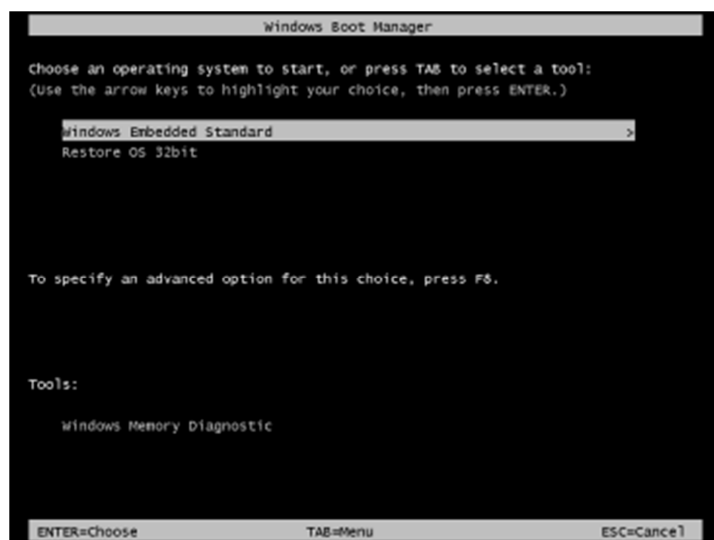 Windows Boot Manager
Choose an operating system to start, or press TAB to select a tool:
(Use the arrow keys to highlight your choice, then press ENTER.)
Windows Embedded Standard >
Restore OS 32bit
To specify an advanced option for this choice, press F8.
Tools:
Windows Memory Diagnostic
ENTER=Choose TAB=Menu ESC=Cancel